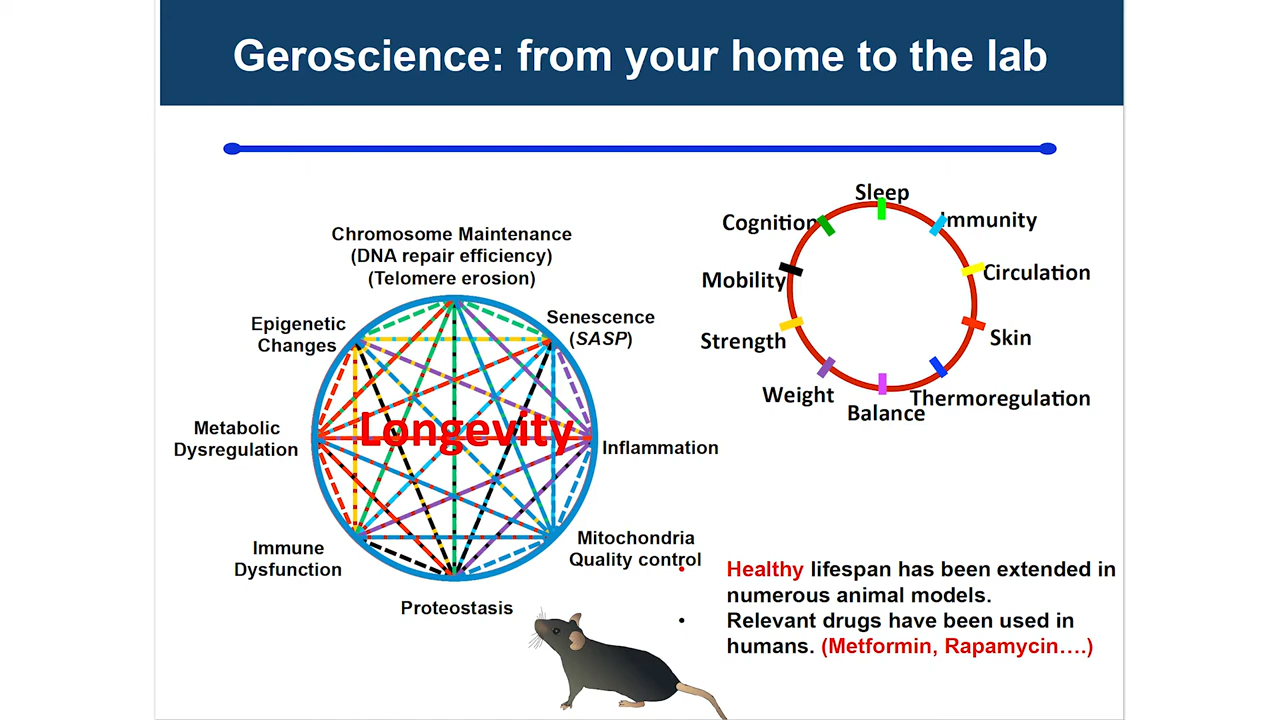 Geroscience: from your home to the lab
Chromosome Maintenance
(DNA repair efficiency)
(Telomere erosion)
Epigenetic
Changes
Senescence
(SASP)
Metabolic
Dysregulation
Longevity
Inflammation
Immune
Dysfunction
Mitochondria
Quality control
Proteostasis
Sleep
Cognition
Immunity
Mobility
Circulation
Strength
Skin
Weight
Balance
Thermoregulation
• Healthy lifespan has been extended in
numerous animal models.
• Relevant drugs have been used in
humans. (Metformin, Rapamycin….)